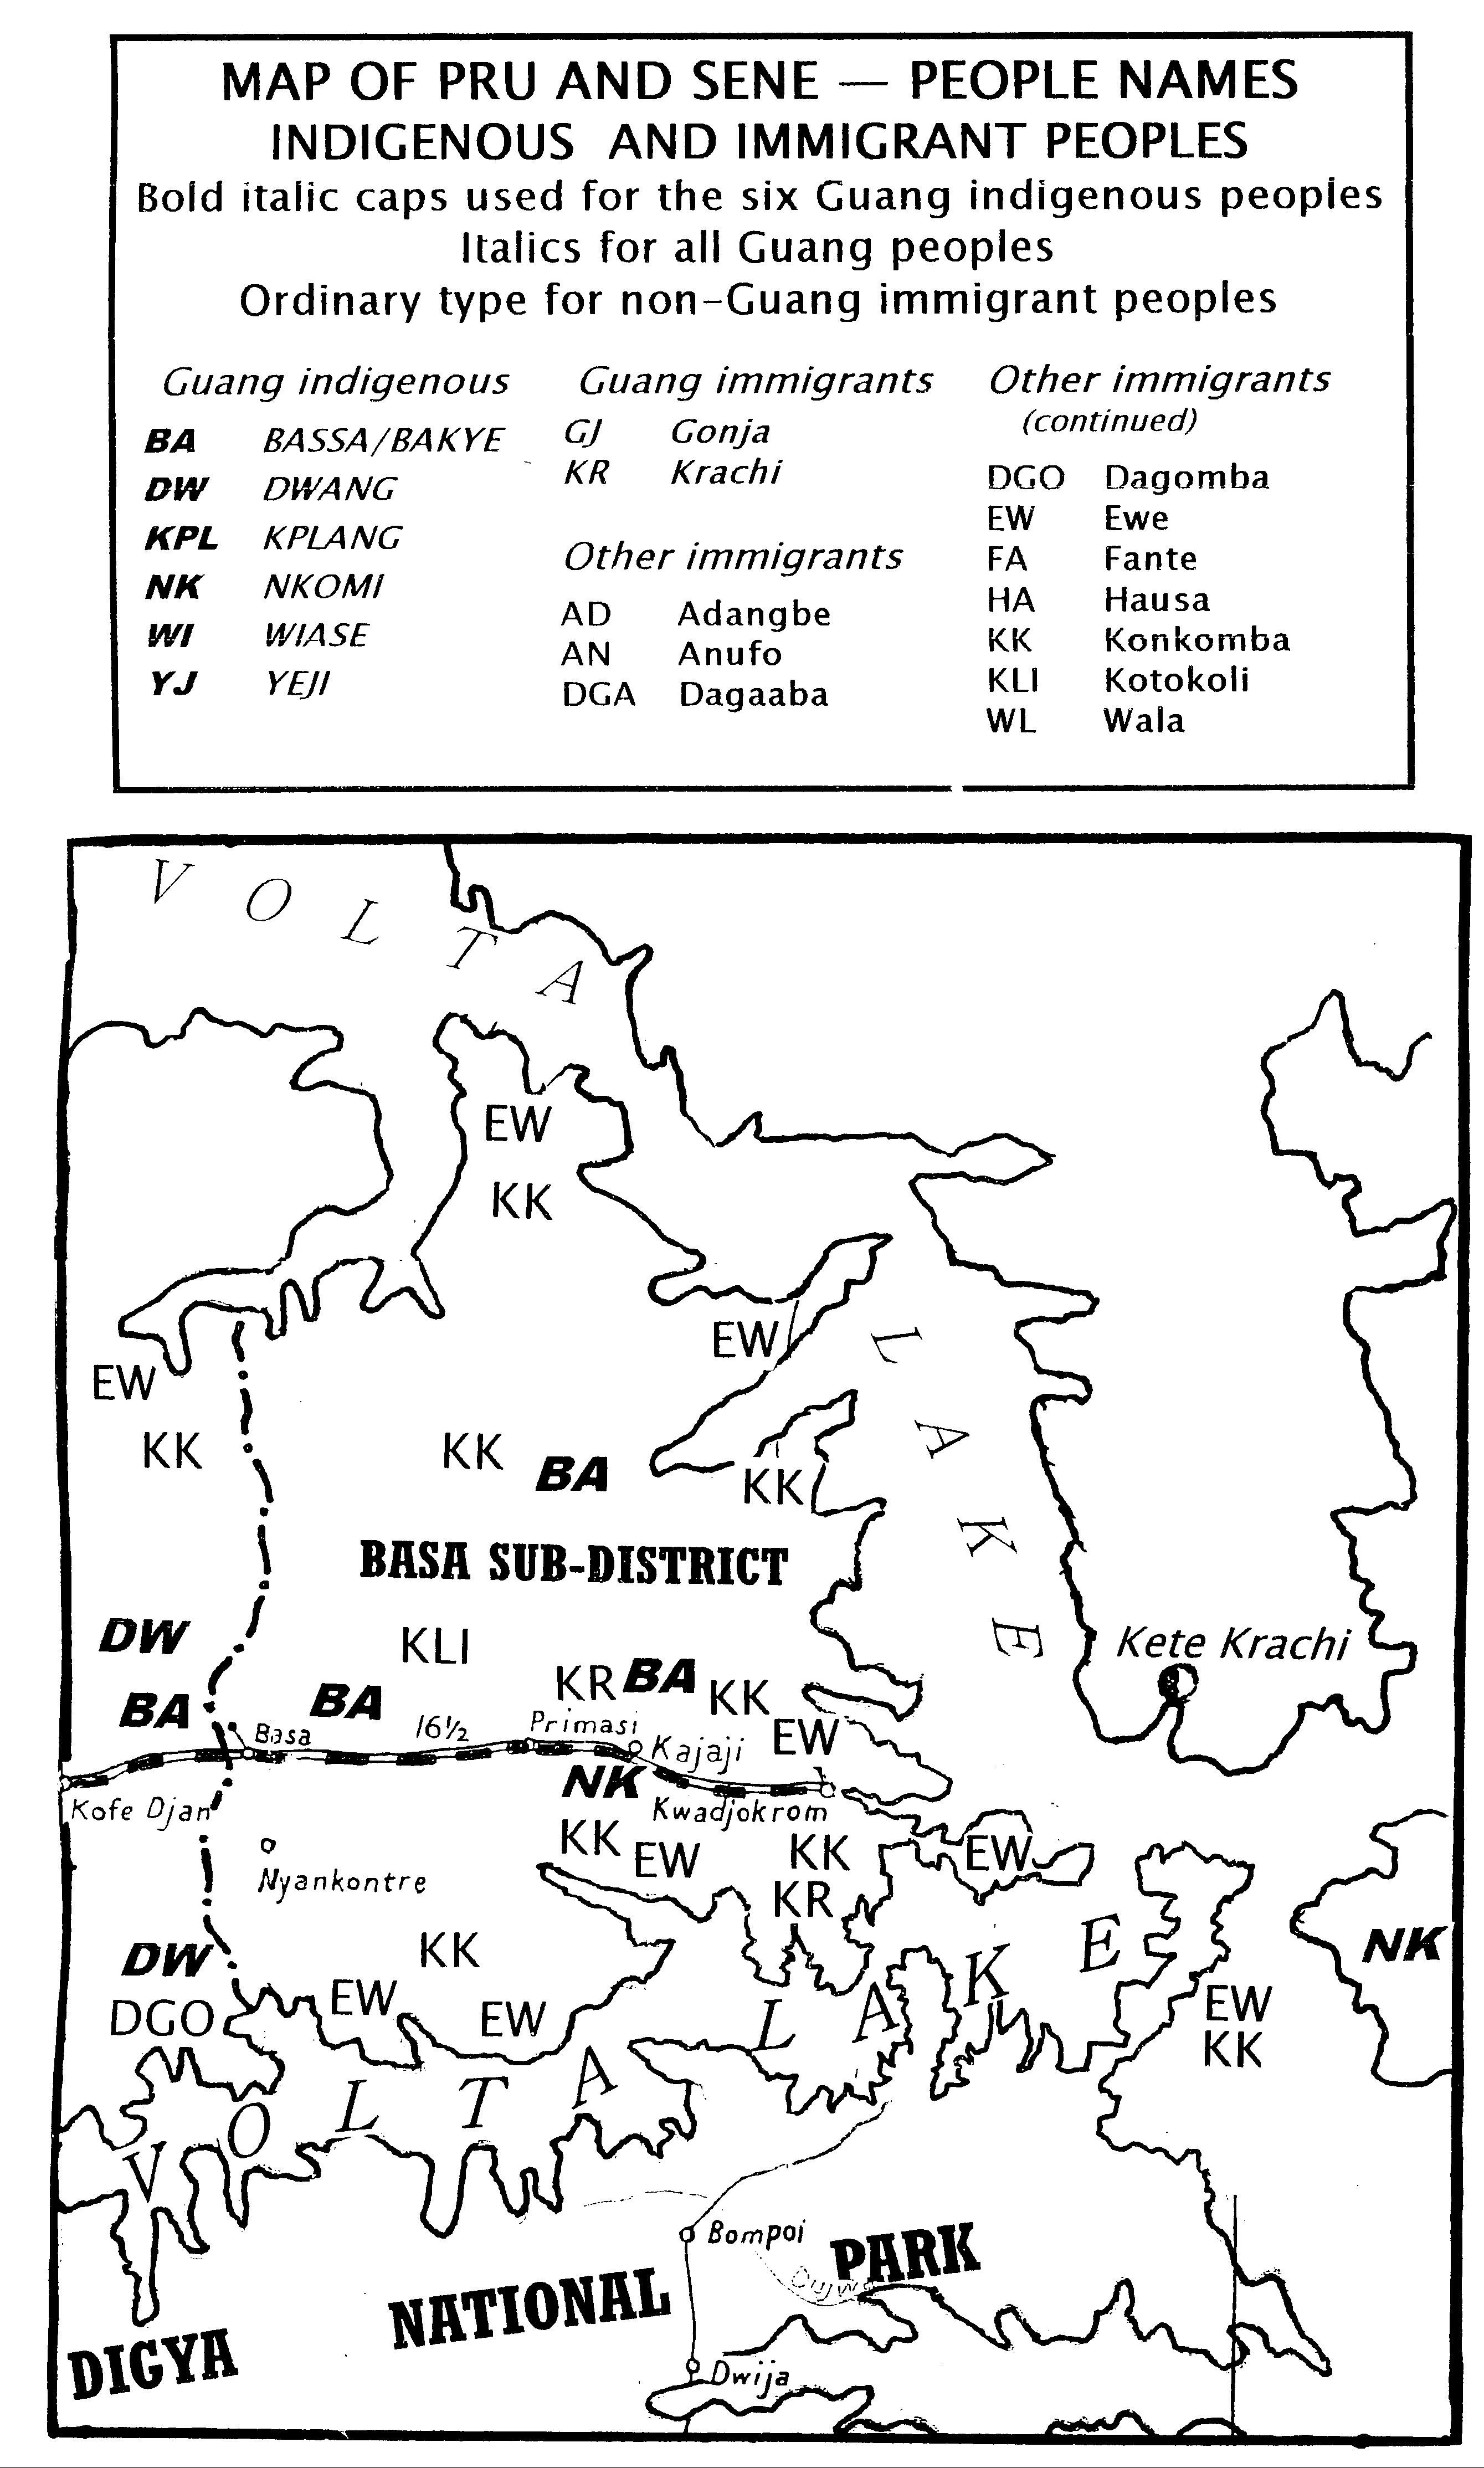 MAP OF PRU AND SENE — PEOPLE NAMES
INDIGENOUS AND IMMIGRANT PEOPLES
Bold italic caps used for the six Guang indigenous peoples
Italics for all Guang peoples
Ordinary type for non-Guang immigrant peoples
Guang indigenous
BA BASSA/BAKYE
DW DWANG
KPL KPLANG
NK NKOMI
WI WIASE
YJ YEJI
Guang immigrants
GJ Gonja
KR Krachi
Other immigrants
AD Adangbe
AN Anufo
DGA Dagaaba
Other immigrants
(continued)
DGO Dagomba
EW Ewe
FA Fante
HA Hausa
KK Konkomba
KLI Kotokoli
WL Wala
VOLTA
EW
KK
EW
LAKE
EW
KK
KK BA
KK
BASA SUB-DISTRICT
DW
KLI
Kete Krachi
KR BA KK
BA
BA
16½
Primasi
Basa
Kajaji
EW
NK
Kofe Djan
Kwadjokrom
KK
EW
KK
EW
KR
Nyankontre
DW
KK
NK
DGO
EW
EW
EW
KK
VOLTA LAKE
Bompoi
DIGYA NATIONAL PARK
Dwija